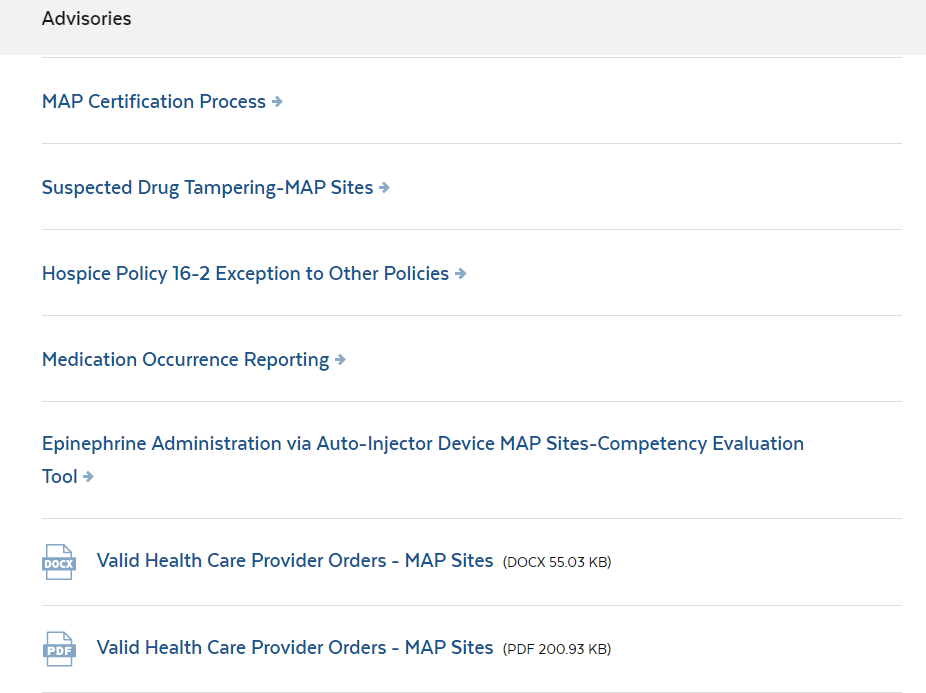 Advisories
MAP Certification Process
Suspected Drug Tampering-MAP Sites
Hospice Policy 16-2 Exception to Other Policies
Medication Occurrence Reporting
Epinephrine Administration via Auto-Injector Device MAP Sites-Competency Evaluation
Tool
DOCX Valid Health Care Provider Orders - MAP Sites (DOCX 55.03 KB)
PDF Valid Health Care Provider Orders - MAP Sites (PDF 200.93 KB)